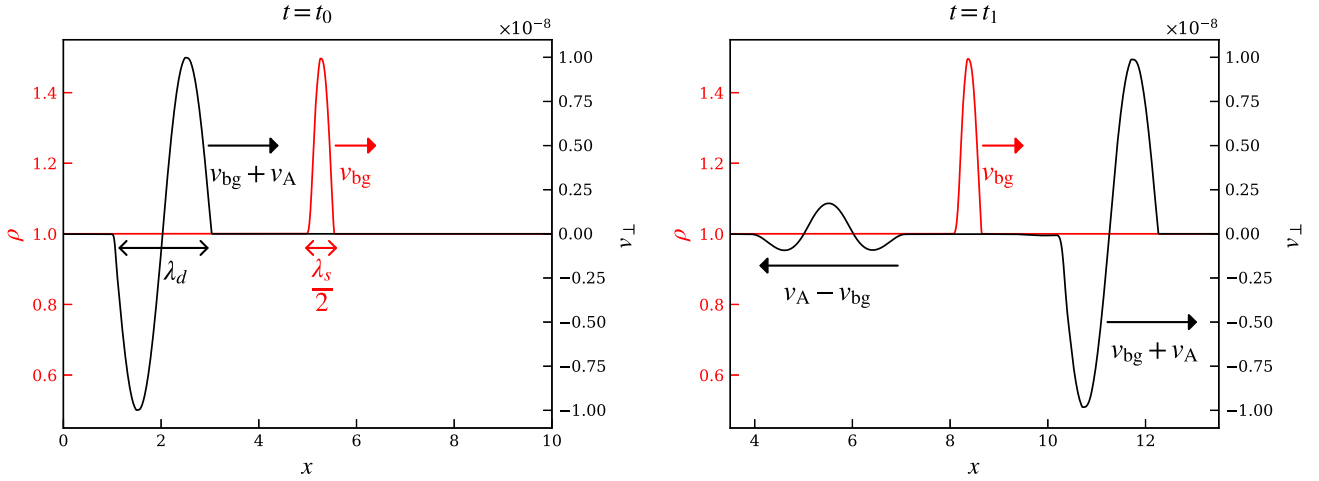 t = t₀
×10⁻⁸
1.4
1.2
1.0
0.8
0.6
ρ
1.00
0.75
0.50
0.25
0.00
−0.25
−0.50
−0.75
−1.00
v⊥
v_bg + v_A
v_bg
λ_d
λ_s/2
0
2
4
6
8
10
x
t = t₁
×10⁻⁸
1.4
1.2
1.0
0.8
0.6
ρ
1.00
0.75
0.50
0.25
0.00
−0.25
−0.50
−0.75
−1.00
v⊥
v_bg
v_A − v_bg
v_bg + v_A
4
6
8
10
12
x